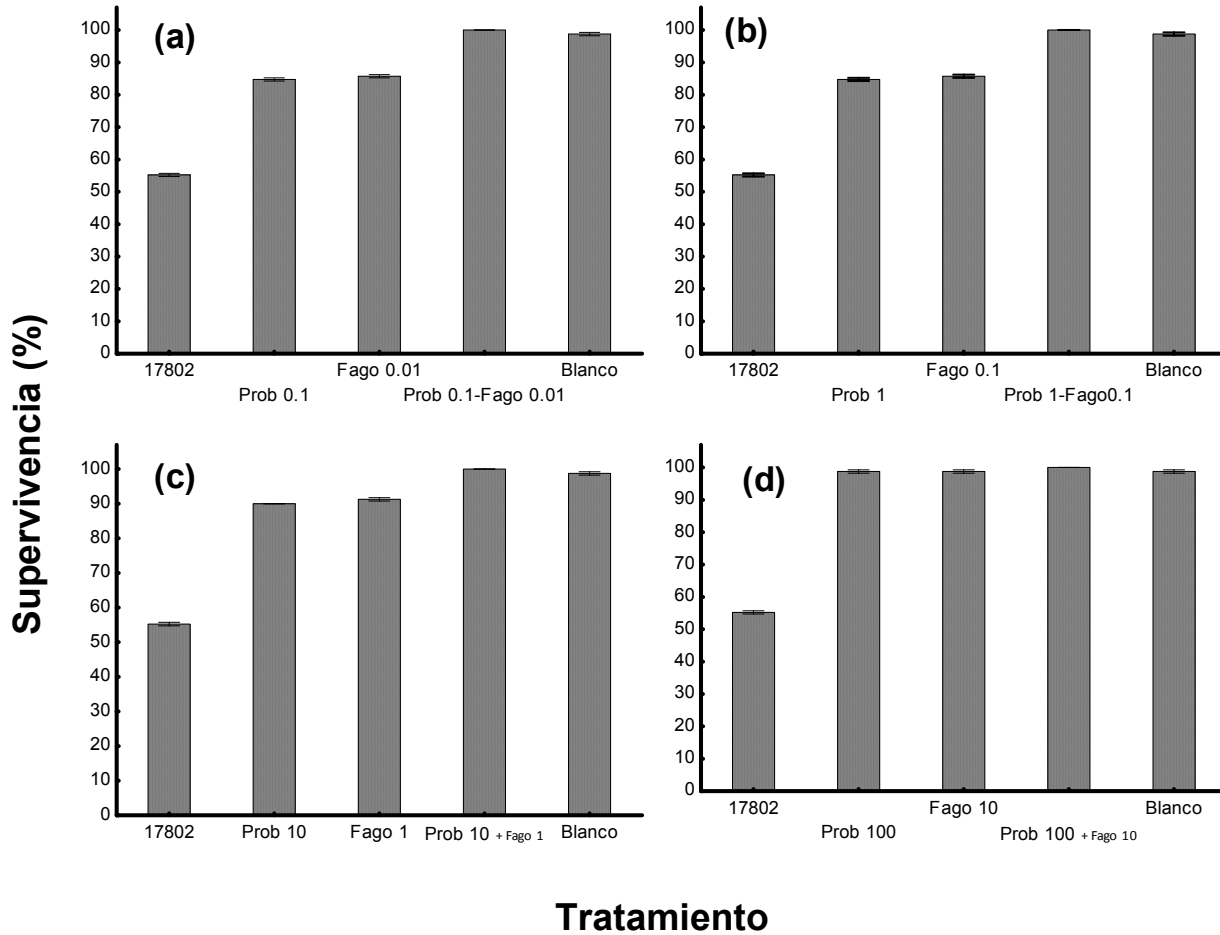 Supervivencia (%)
(a)
100
90
80
70
60
50
40
30
20
10
0
17802
Fago 0.01
Blanco
Prob 0.1
Prob 0.1-Fago 0.01
(b)
100
90
80
70
60
50
40
30
20
10
0
17802
Fago 0.1
Blanco
Prob 1
Prob 1-Fago0.1
(c)
100
90
80
70
60
50
40
30
20
10
0
17802
Prob 10
Fago 1
Prob 10 + Fago 1
Blanco
(d)
100
90
80
70
60
50
40
30
20
10
0
17802
Fago 10
Blanco
Prob 100
Prob 100 + Fago 10
Tratamiento